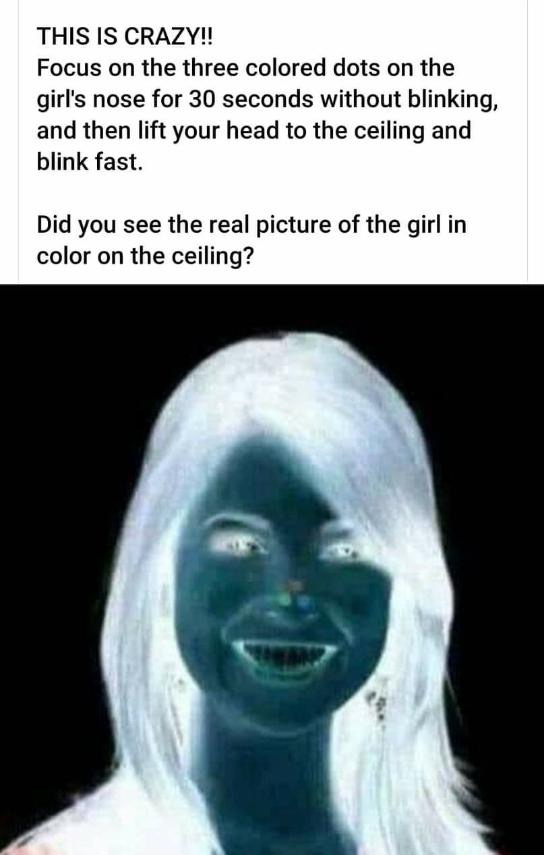 THIS IS CRAZY!!
Focus on the three colored dots on the
girl's nose for 30 seconds without blinking,
and then lift your head to the ceiling and
blink fast.
Did you see the real picture of the girl in
color on the ceiling?